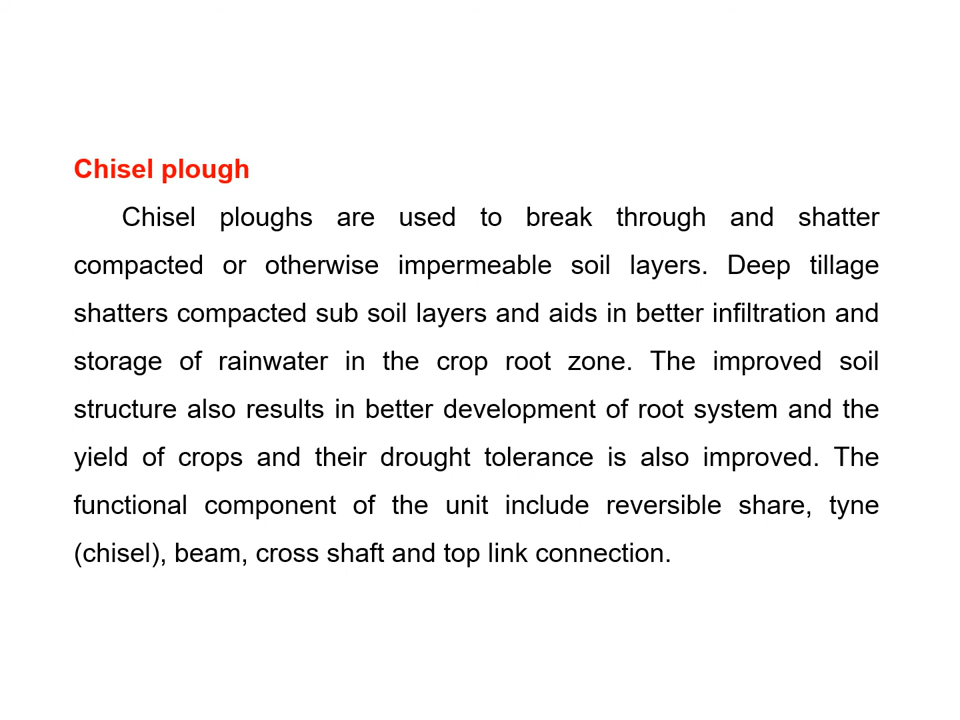 Chisel plough
Chisel ploughs are used to break through and shatter
compacted or otherwise impermeable soil layers. Deep tillage
shatters compacted sub soil layers and aids in better infiltration and
storage of rainwater in the crop root zone. The improved soil
structure also results in better development of root system and the
yield of crops and their drought tolerance is also improved. The
functional component of the unit include reversible share, tyne
(chisel), beam, cross shaft and top link connection.